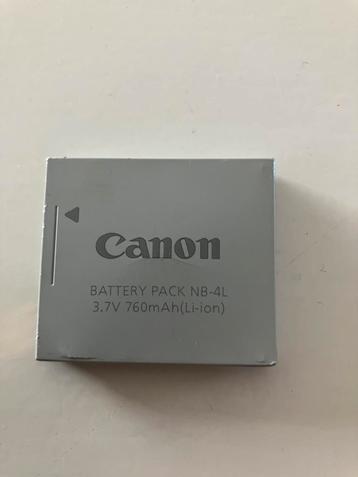 Canon
BATTERY PACK NB-4L
3.7V 760mAh(Li-ion)